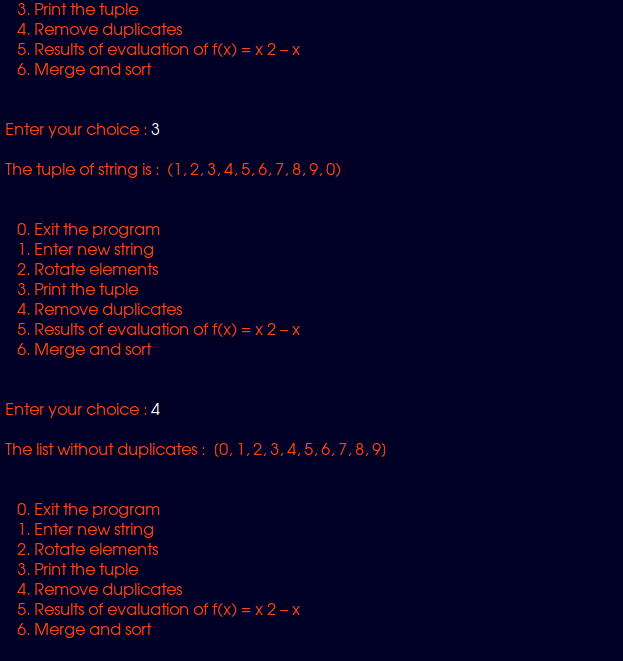 3. Print the tuple
4. Remove duplicates
5. Results of evaluation of f(x) = x 2 – x
6. Merge and sort
Enter your choice : 3
The tuple of string is :  (1, 2, 3, 4, 5, 6, 7, 8, 9, 0)
0. Exit the program
1. Enter new string
2. Rotate elements
3. Print the tuple
4. Remove duplicates
5. Results of evaluation of f(x) = x 2 – x
6. Merge and sort
Enter your choice : 4
The list without duplicates :  [0, 1, 2, 3, 4, 5, 6, 7, 8, 9]
0. Exit the program
1. Enter new string
2. Rotate elements
3. Print the tuple
4. Remove duplicates
5. Results of evaluation of f(x) = x 2 – x
6. Merge and sort